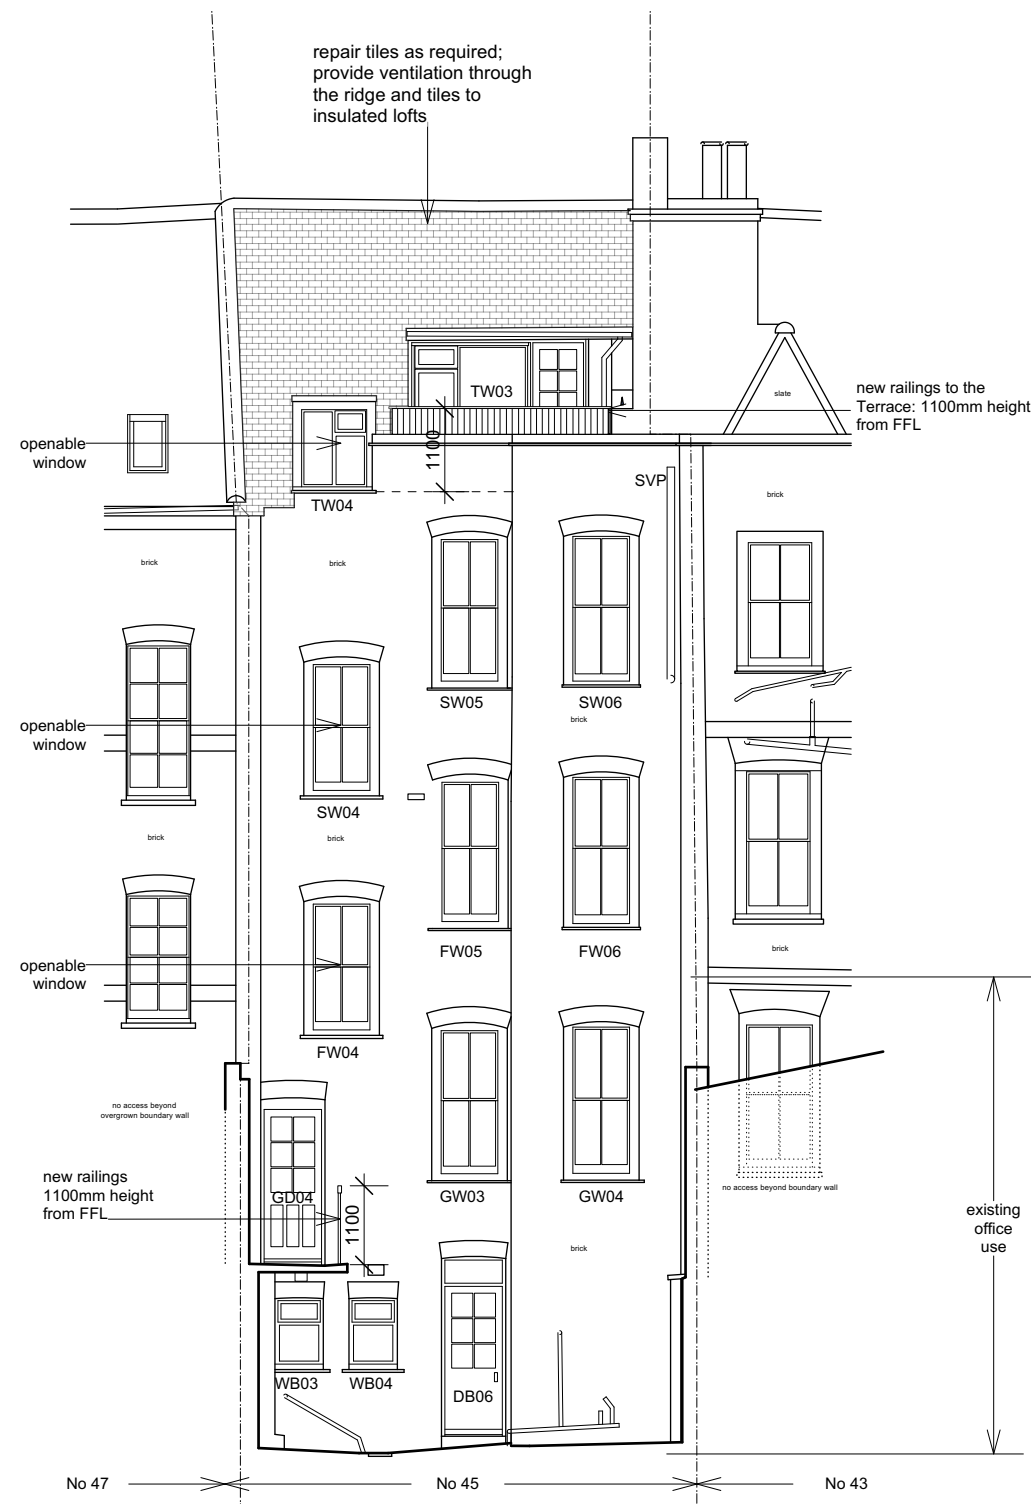 repair tiles as required;
provide ventilation through
the ridge and tiles to
insulated lofts
TW03
slate
new railings to the
Terrace: 1100mm height
from FFL
openable
window
1100
SVP
brick
TW04
brick
brick
SW05
SW06
brick
openable
window
SW04
brick
brick
FW05
FW06
brick
openable
window
FW04
no access beyond
overgrown boundary wall
new railings
1100mm height
from FFL
GD04
1100
GW03
GW04
no access beyond boundary wall
existing
office
use
brick
WB03
WB04
DB06
No 47
No 45
No 43